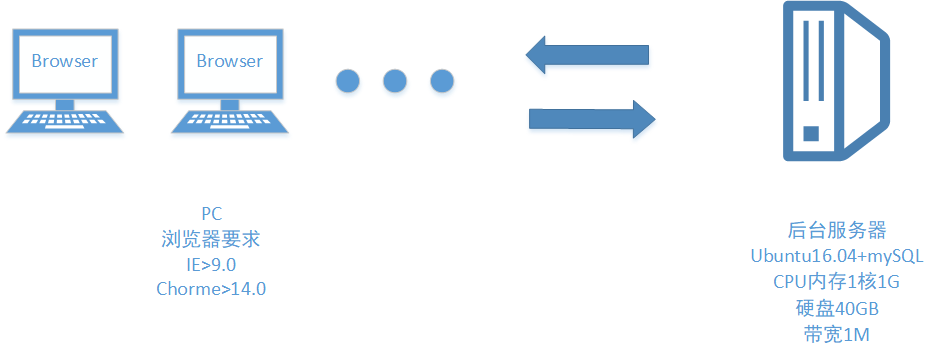 Browser
Browser
PC
浏览器要求
IE>9.0
Chorme>14.0
后台服务器
Ubuntu16.04+mySQL
CPU内存1核1G
硬盘40GB
带宽1M